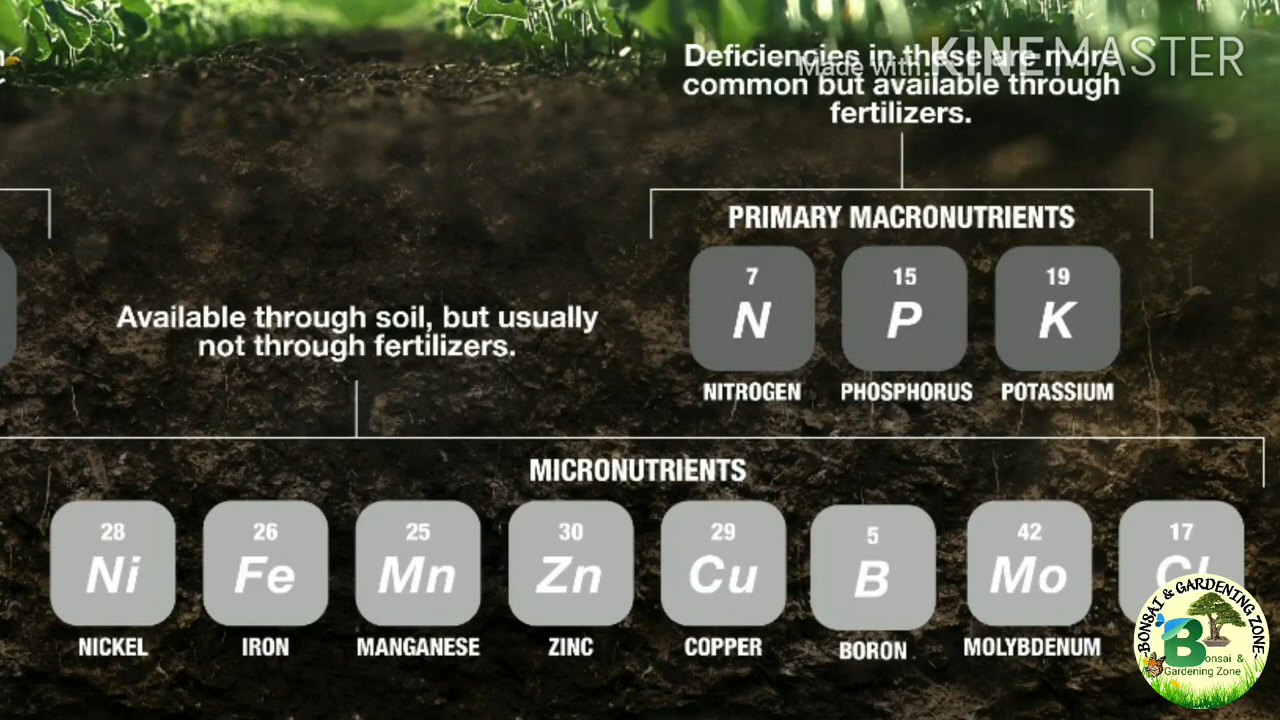 Deficiencies in these are more
common but available through
fertilizers.
Made with KINEMASTER
PRIMARY MACRONUTRIENTS
7
N
NITROGEN
15
P
PHOSPHORUS
19
K
POTASSIUM
Available through soil, but usually
not through fertilizers.
MICRONUTRIENTS
28
Ni
NICKEL
26
Fe
IRON
25
Mn
MANGANESE
30
Zn
ZINC
29
Cu
COPPER
5
B
BORON
42
Mo
MOLYBDENUM
17
Cl
BONSAI & GARDENING ZONE
B
onsai &
Gardening Zone